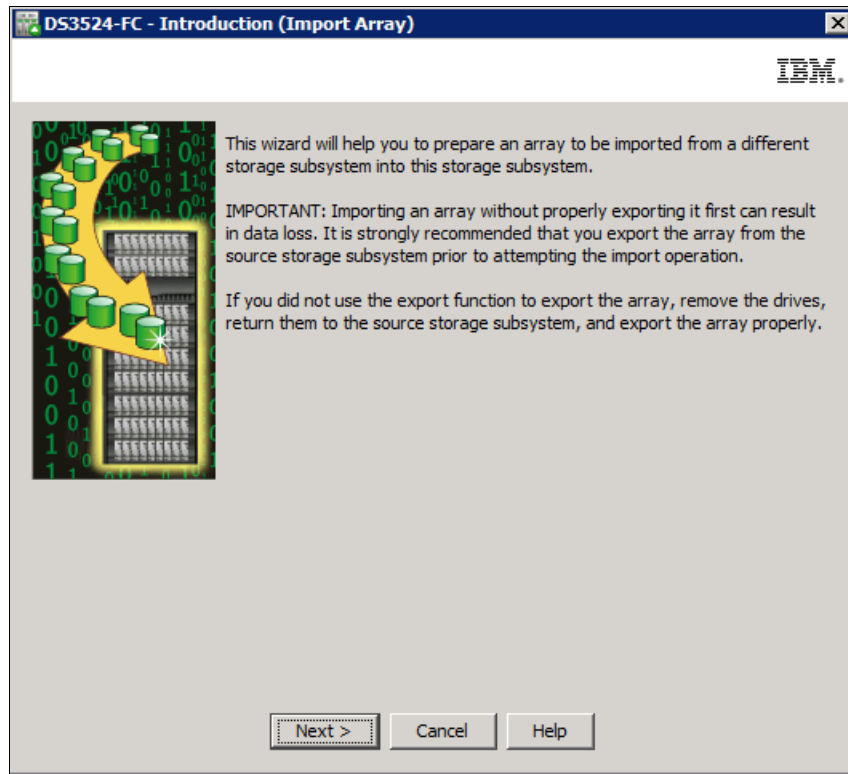 DS3524-FC - Introduction (Import Array)
IBM.
This wizard will help you to prepare an array to be imported from a different
storage subsystem into this storage subsystem.
IMPORTANT: Importing an array without properly exporting it first can result
in data loss. It is strongly recommended that you export the array from the
source storage subsystem prior to attempting the import operation.
If you did not use the export function to export the array, remove the drives,
return them to the source storage subsystem, and export the array properly.
Next >
Cancel
Help